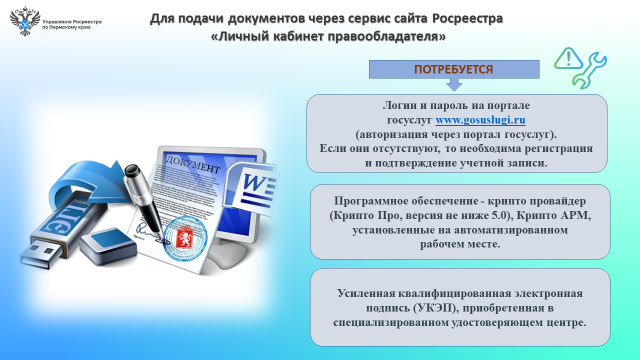 Управление Росреестра
по Пермскому краю
Для подачи документов через сервис сайта Росреестра
«Личный кабинет правообладателя»
ПОТРЕБУЕТСЯ
Логин и пароль на портале
госуслуг www.gosuslugi.ru
(авторизация через портал госуслуг).
Если они отсутствуют, то необходима регистрация
и подтверждение учетной записи.
Программное обеспечение - крипто провайдер
(Крипто Про, версия не ниже 5.0), Крипто АРМ,
установленные на автоматизированном
рабочем месте.
Усиленная квалифицированная электронная
подпись (УКЭП), приобретенная в
специализированном удостоверяющем центре.
ДОКУМЕНТ
W